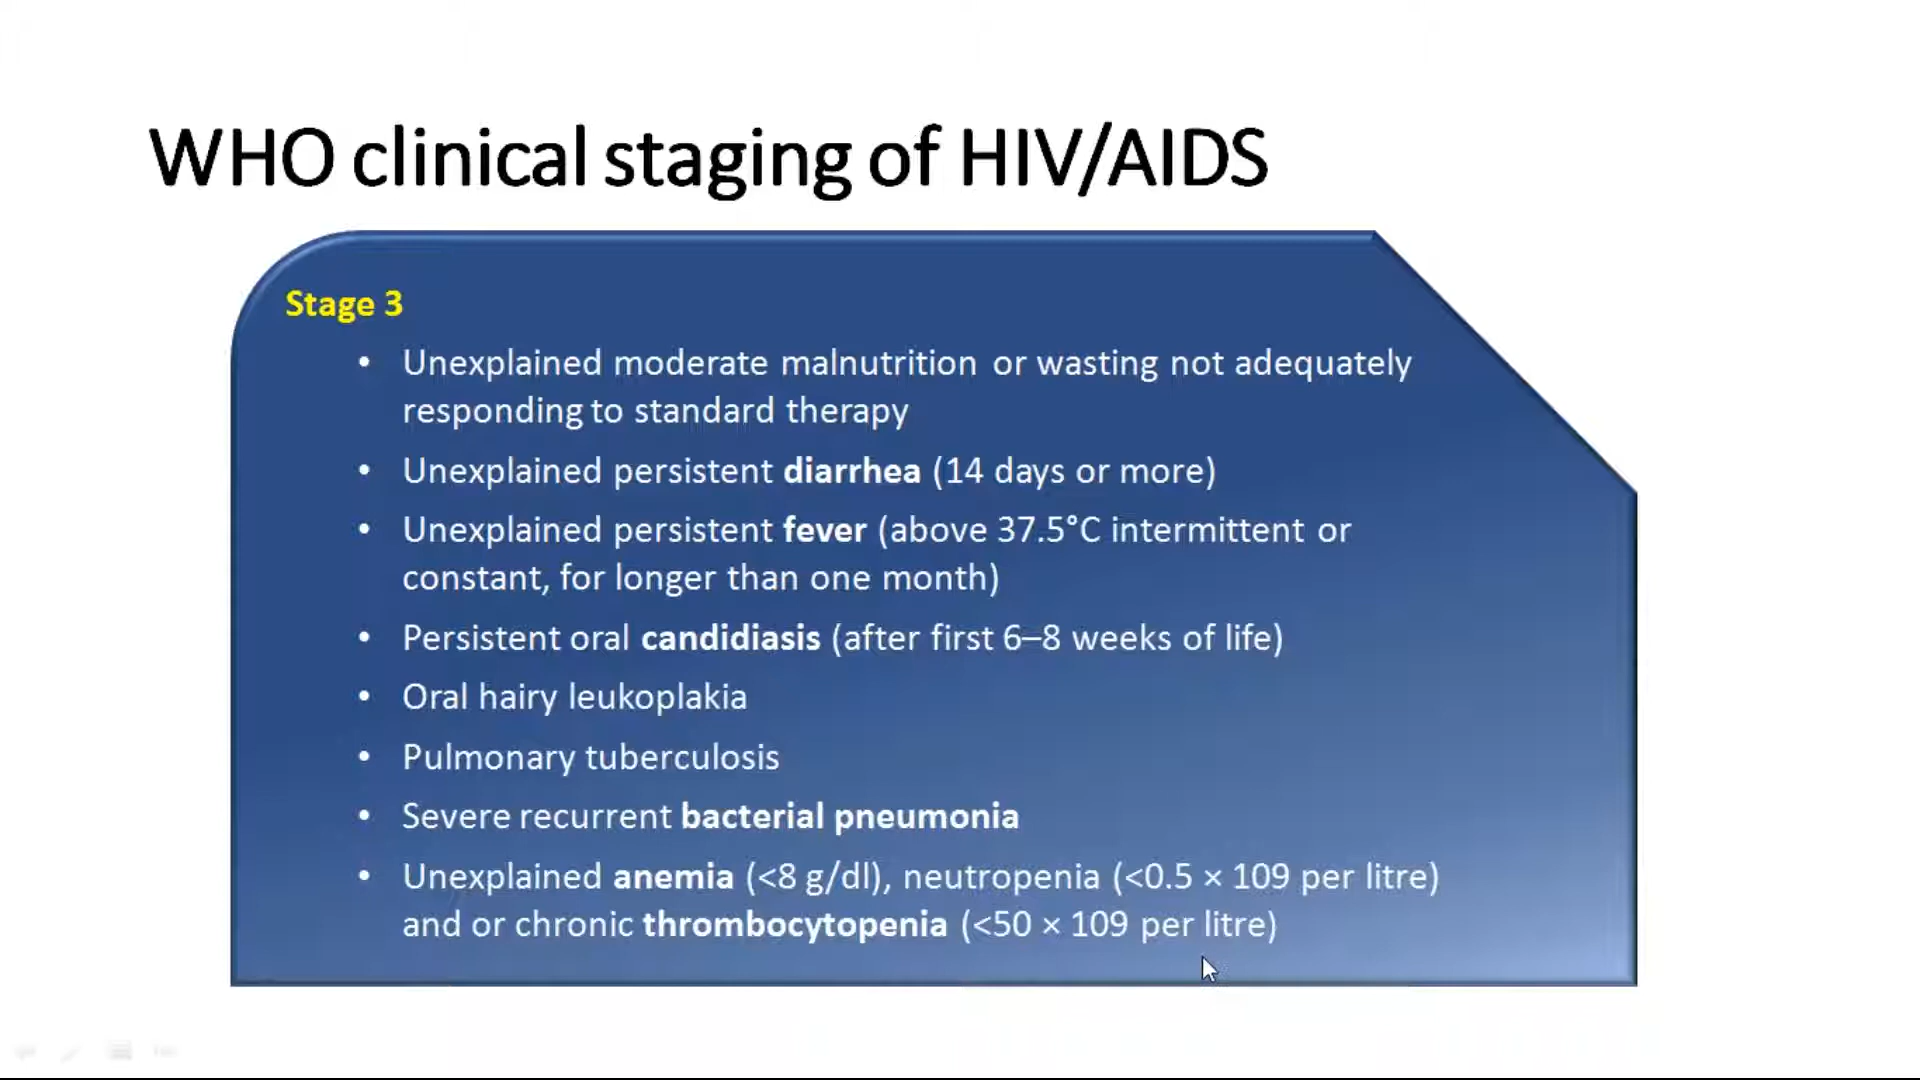 WHO clinical staging of HIV/AIDS
Stage 3
• Unexplained moderate malnutrition or wasting not adequately
responding to standard therapy
• Unexplained persistent diarrhea (14 days or more)
• Unexplained persistent fever (above 37.5°C intermittent or
constant, for longer than one month)
• Persistent oral candidiasis (after first 6–8 weeks of life)
• Oral hairy leukoplakia
• Pulmonary tuberculosis
• Severe recurrent bacterial pneumonia
• Unexplained anemia (<8 g/dl), neutropenia (<0.5 × 109 per litre)
and or chronic thrombocytopenia (<50 × 109 per litre)